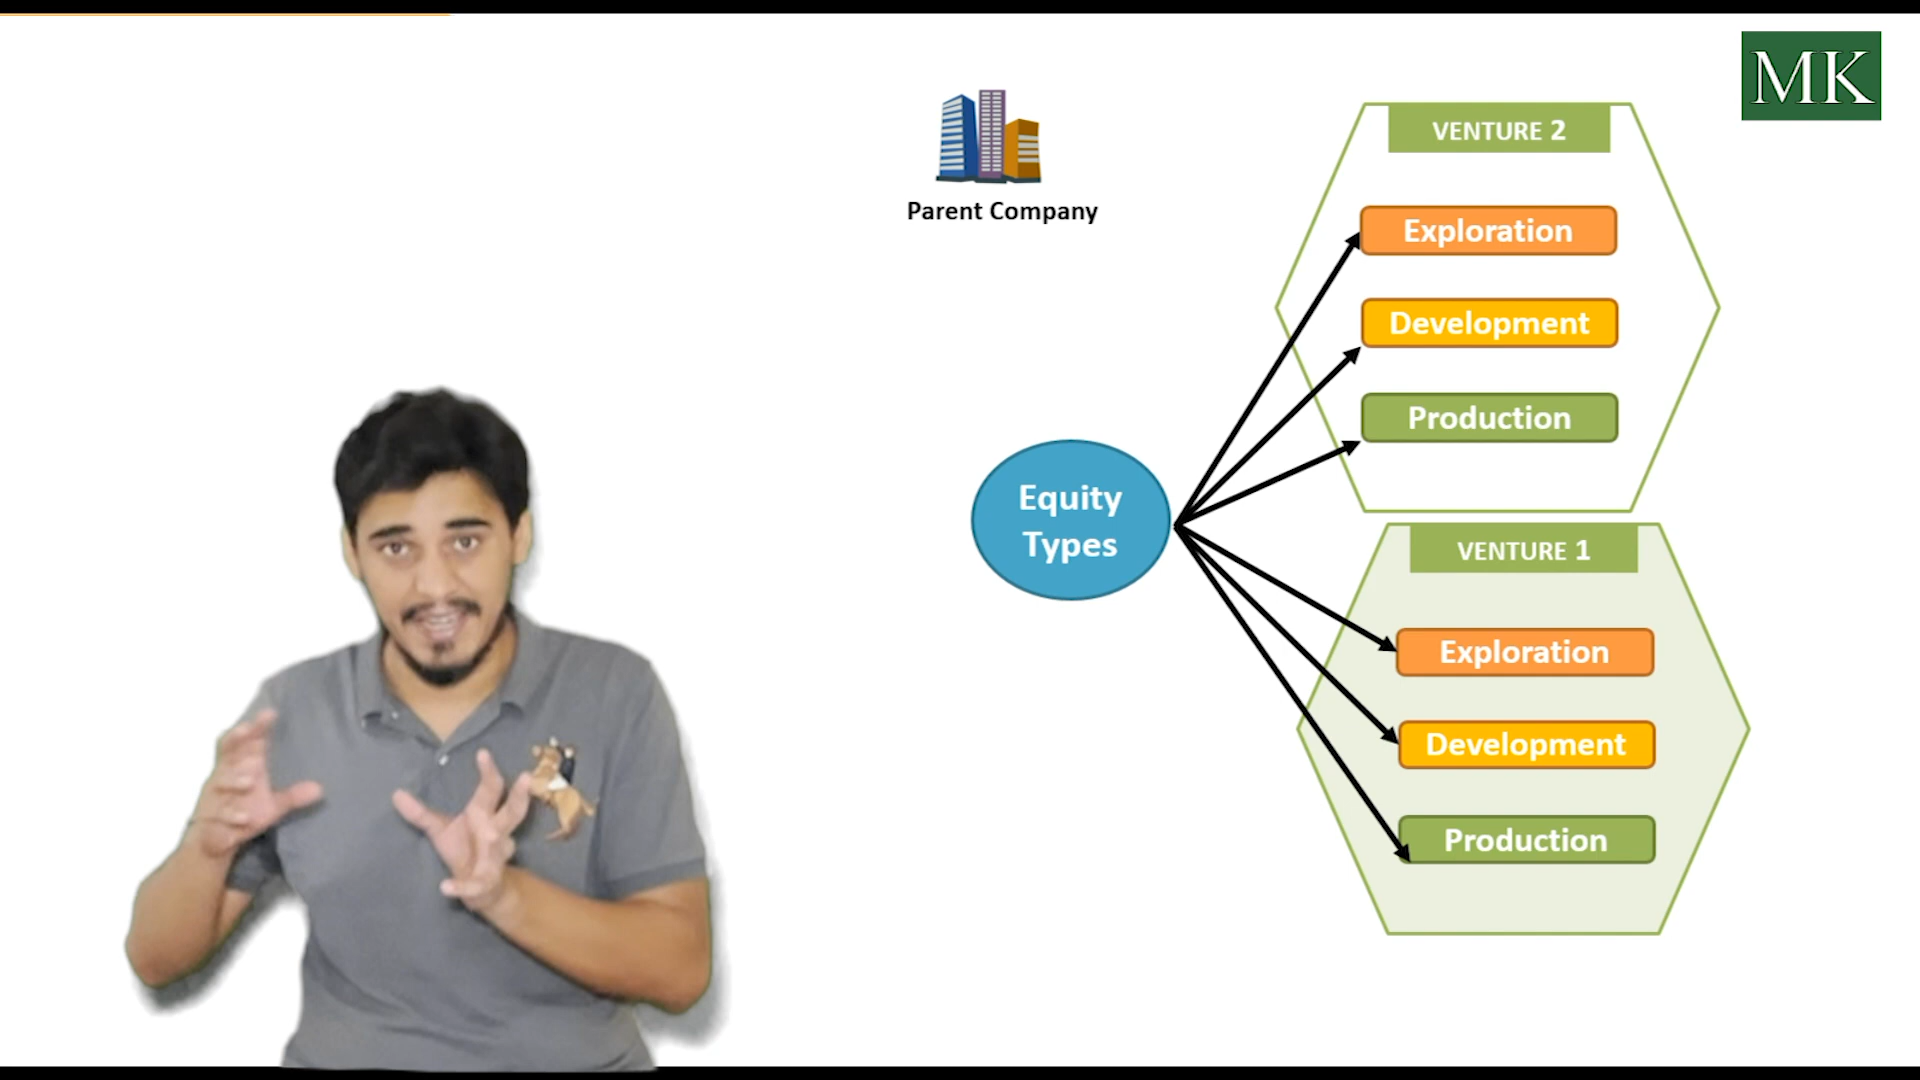 MK
VENTURE 2
Parent Company
Exploration
Development
Production
Equity
Types
VENTURE 1
Exploration
Development
Production